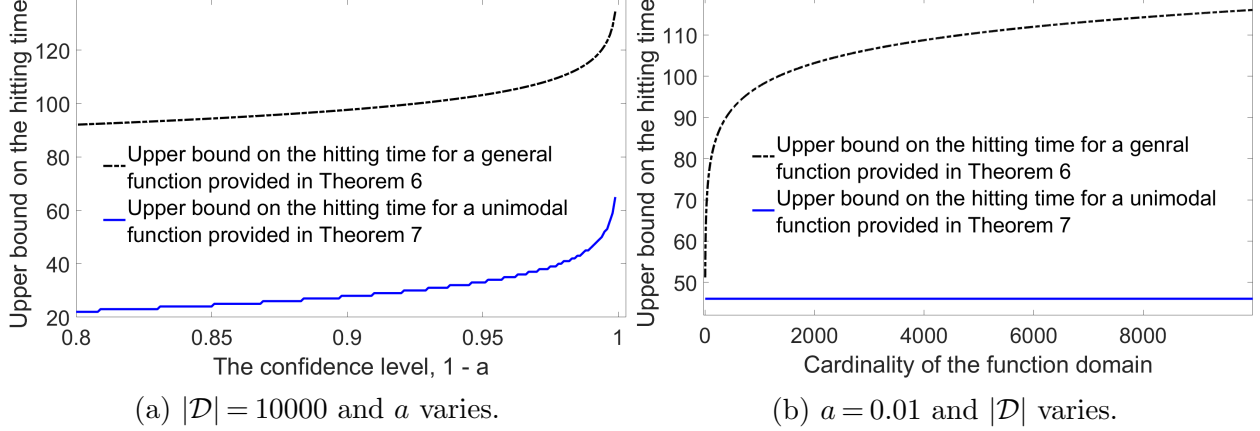 Upper bound on the hitting time
120
100
80
60
40
20
0.8
0.85
0.9
0.95
1
Upper bound on the hitting time for a genral
function provided in Theorem 6
Upper bound on the hitting time for a unimodal
function provided in Theorem 7
The confidence level, 1 - a
(a) |𝒟| = 10000 and a varies.
Upper bound on the hitting time
110
100
90
80
70
60
50
0
2000
4000
6000
8000
Upper bound on the hitting time for a genral
function provided in Theorem 6
Upper bound on the hitting time for a unimodal
function provided in Theorem 7
Cardinality of the function domain
(b) a = 0.01 and |𝒟| varies.